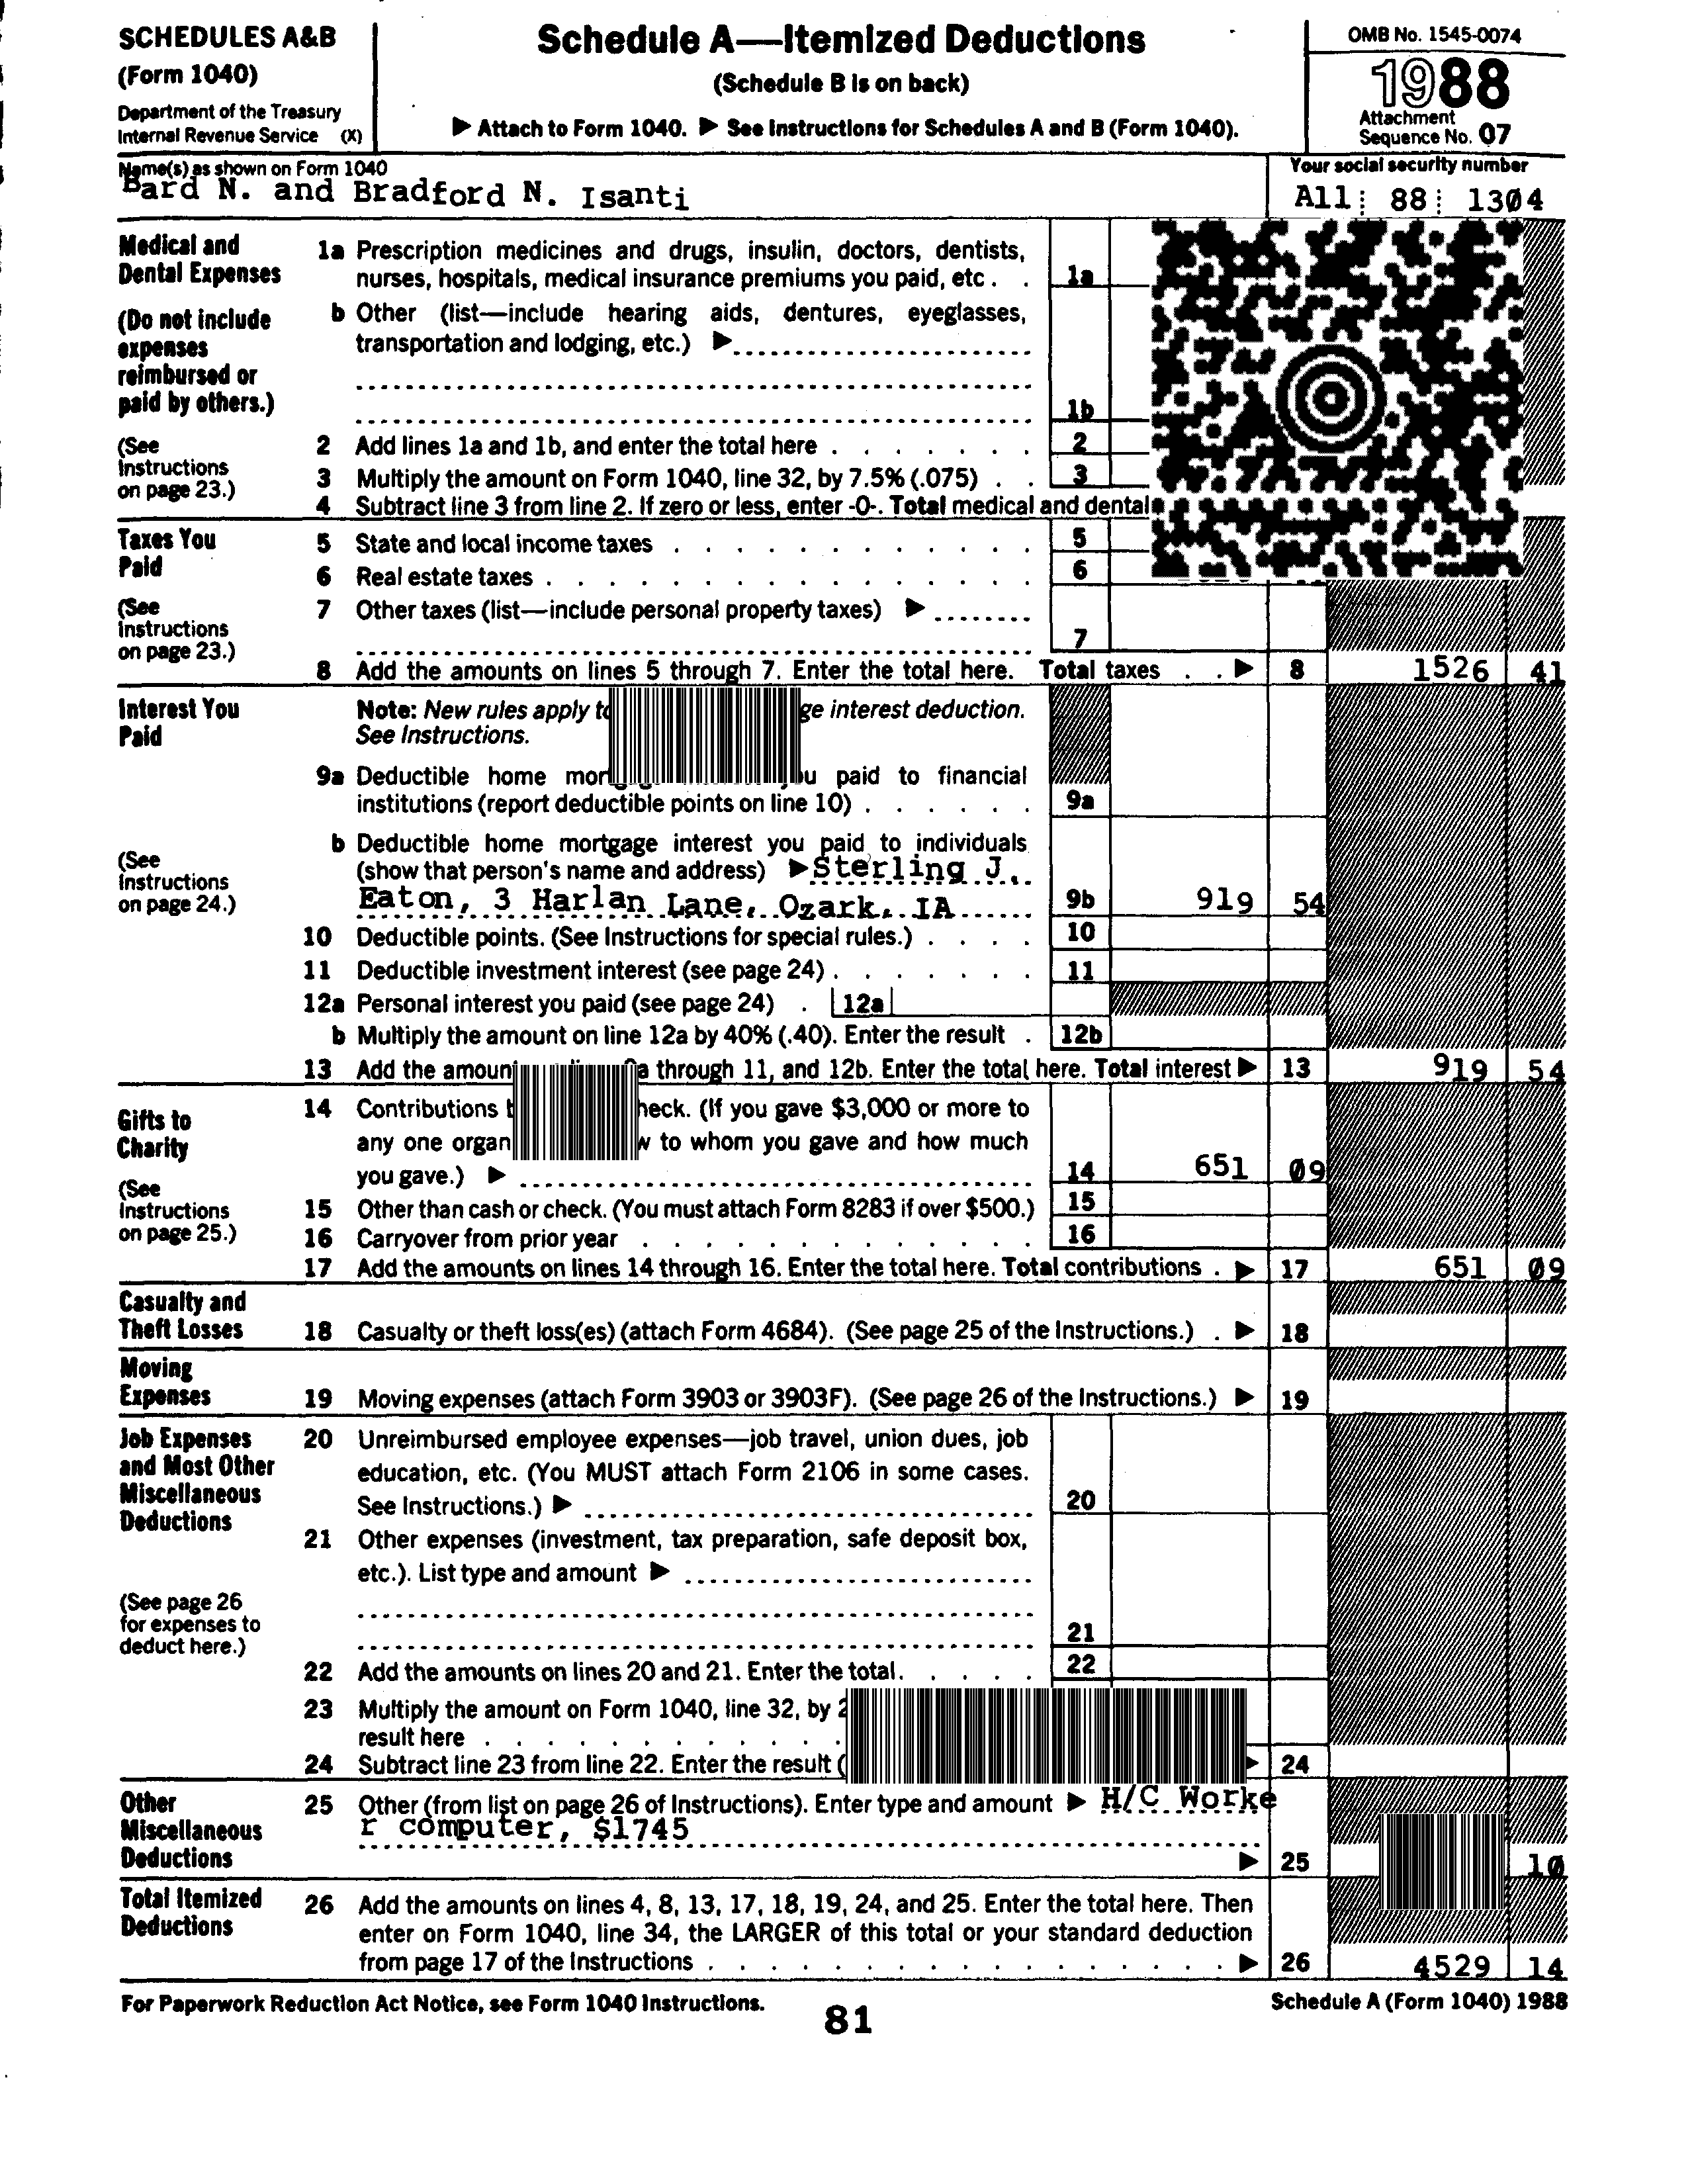 SCHEDULES A&B
(Form 1040)
Department of the Treasury
Internal Revenue Service (X)
Schedule A—Itemized Deductions
(Schedule B is on back)
▶ Attach to Form 1040. ▶ See Instructions for Schedules A and B (Form 1040).
OMB No. 1545-0074
1988
Attachment
Sequence No. 07
Name(s) as shown on Form 1040
Bard N. and Bradford N. Isanti
Your social security number
All 88 1304
Medical and
Dental Expenses
(Do not include
expenses
reimbursed or
paid by others.)
(See
Instructions
on page 23.)
1a Prescription medicines and drugs, insulin, doctors, dentists,
nurses, hospitals, medical insurance premiums you paid, etc . . 1a
b Other (list—include hearing aids, dentures, eyeglasses,
transportation and lodging, etc.) ▶
1b
2 Add lines 1a and 1b, and enter the total here . . . . . . . 2
3 Multiply the amount on Form 1040, line 32, by 7.5% (.075) . . 3
4 Subtract line 3 from line 2. If zero or less, enter -0-. Total medical and dental
Taxes You
Paid
(See
Instructions
on page 23.)
5 State and local income taxes . . . . . . . . . . . . 5
6 Real estate taxes . . . . . . . . . . . . . . . . 6
7 Other taxes (list—include personal property taxes) ▶
7
8 Add the amounts on lines 5 through 7. Enter the total here. Total taxes . . ▶ 8 1526 41
Interest You
Paid
(See
Instructions
on page 24.)
Note: New rules apply interest deduction.
See Instructions.
9a Deductible home paid to financial
institutions (report deductible points on line 10) . . . . . . 9a
b Deductible home mortgage interest you paid to individuals
(show that person's name and address) ▶ Sterling J.
Eaton, 3 Harlan Lane, Ozark, IA 9b 919 54
10 Deductible points. (See Instructions for special rules.) . . . . 10
11 Deductible investment interest (see page 24) . . . . . . . 11
12a Personal interest you paid (see page 24) . 12a
b Multiply the amount on line 12a by 40% (.40). Enter the result . 12b
13 Add the through 11, and 12b. Enter the total here. Total interest ▶ 13 919 54
Gifts to
Charity
(See
Instructions
on page 25.)
14 Contributions (If you gave $3,000 or more to
any one to whom you gave and how much
you gave.) ▶ 14 651 09
15 Other than cash or check. (You must attach Form 8283 if over $500.) 15
16 Carryover from prior year . . . . . . . . . . . . . 16
17 Add the amounts on lines 14 through 16. Enter the total here. Total contributions . ▶ 17 651 09
Casualty and
Theft Losses
18 Casualty or theft loss(es) (attach Form 4684). (See page 25 of the Instructions.) . ▶ 18
Moving
Expenses
19 Moving expenses (attach Form 3903 or 3903F). (See page 26 of the Instructions.) ▶ 19
Job Expenses
and Most Other
Miscellaneous
Deductions
(See page 26
for expenses to
deduct here.)
20 Unreimbursed employee expenses—job travel, union dues, job
education, etc. (You MUST attach Form 2106 in some cases.
See Instructions.) ▶ 20
21 Other expenses (investment, tax preparation, safe deposit box,
etc.). List type and amount ▶
21
22 Add the amounts on lines 20 and 21. Enter the total. . . . . 22
23 Multiply the amount on Form 1040, line 32, by
result here . . . . . . . . . . . . .
24 Subtract line 23 from line 22. Enter the result ▶ 24
Other
Miscellaneous
Deductions
25 Other (from list on page 26 of Instructions). Enter type and amount ▶ H/C Worke
r computer, $1745
▶ 25 10
Total Itemized
Deductions
26 Add the amounts on lines 4, 8, 13, 17, 18, 19, 24, and 25. Enter the total here. Then
enter on Form 1040, line 34, the LARGER of this total or your standard deduction
from page 17 of the Instructions . . . . . . . . . . . . . . . . . ▶ 26 4529 14
For Paperwork Reduction Act Notice, see Form 1040 Instructions.
81
Schedule A (Form 1040) 1988